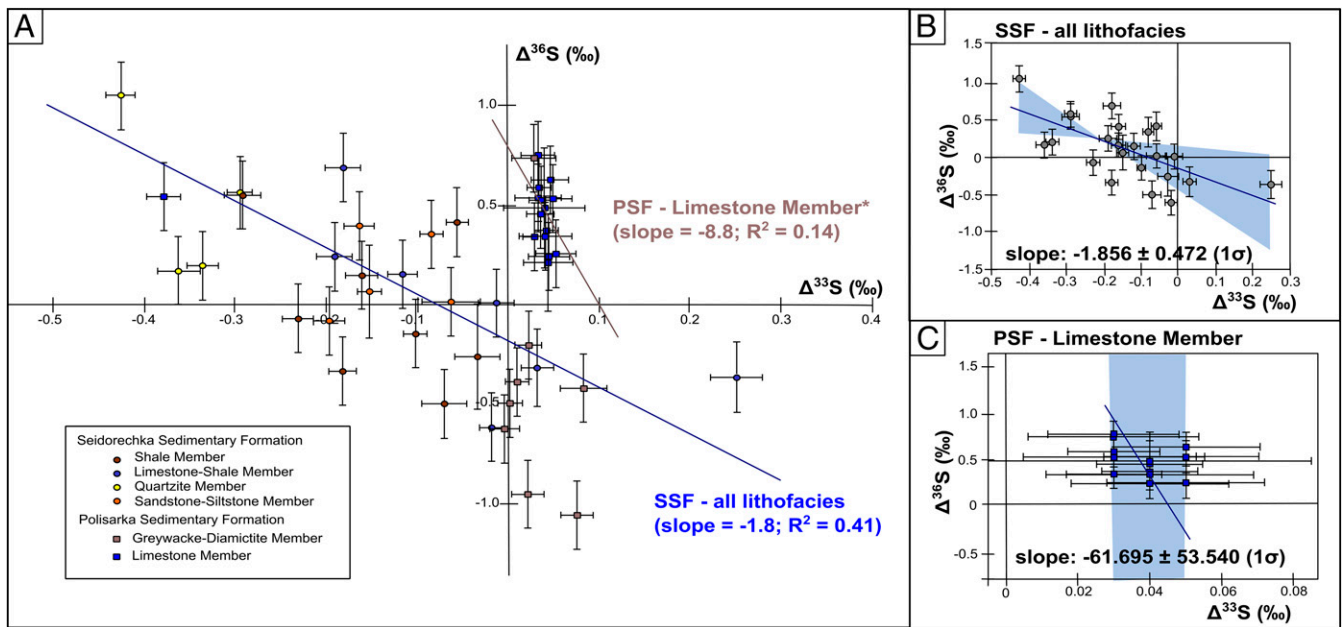 A
Δ³⁶S (‰)
1.0
0.5
PSF - Limestone Member*
(slope = -8.8; R² = 0.14)
Δ³³S (‰)
-0.5
-0.4
-0.3
-0.2
-0.1
0.1
0.2
0.3
0.4
-0.5
-1.0
SSF - all lithofacies
(slope = -1.8; R² = 0.41)
Seidorechka Sedimentary Formation
Shale Member
Limestone-Shale Member
Quartzite Member
Sandstone-Siltstone Member
Polisarka Sedimentary Formation
Greywacke-Diamictite Member
Limestone Member
B
SSF - all lithofacies
Δ³⁶S (‰)
1.5
1.0
0.5
0
-0.5
-1.0
-1.5
slope: -1.856 ± 0.472 (1σ)
-0.5
-0.4
-0.3
-0.2
-0.1
0
0.1
0.2
0.3
Δ³³S (‰)
C
PSF - Limestone Member
Δ³⁶S (‰)
1.5
1.0
0.5
0
-0.5
slope: -61.695 ± 53.540 (1σ)
0
0.02
0.04
0.06
0.08
Δ³³S (‰)